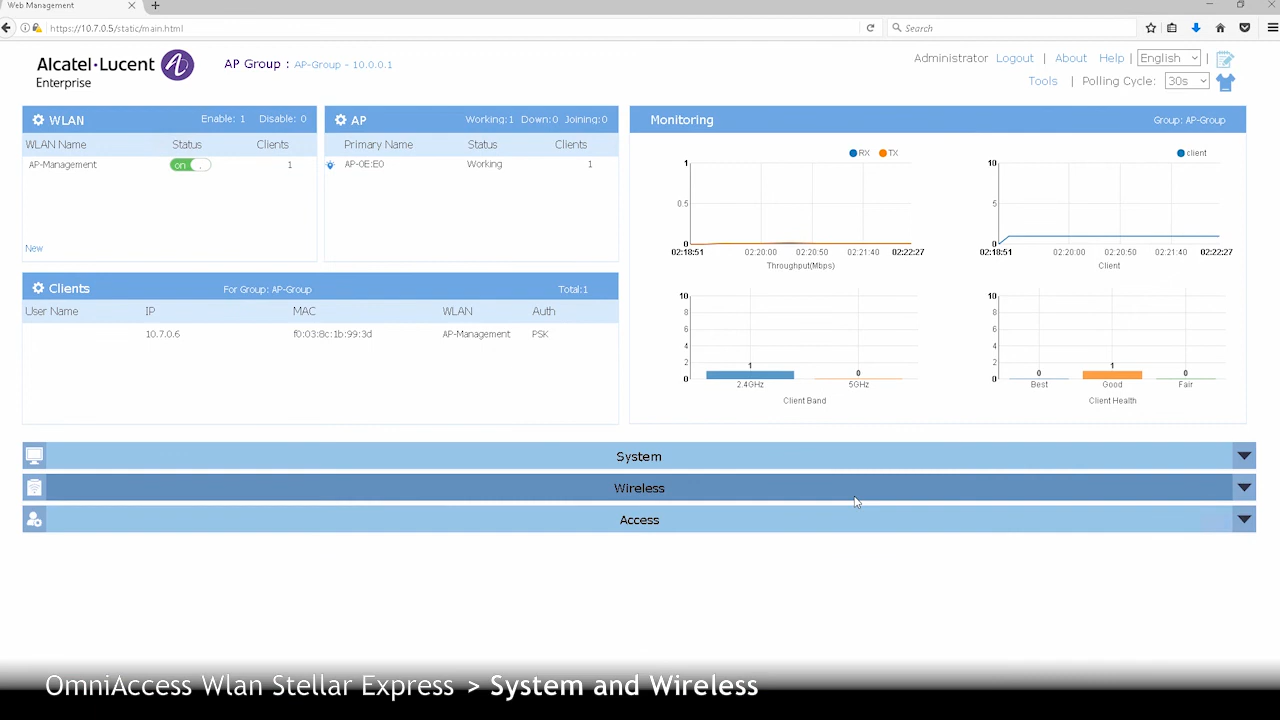 Web Management
https://10.7.0.5/static/main.html
Search
Alcatel·Lucent
Enterprise
AP Group : AP-Group - 10.0.0.1
Administrator Logout | About Help | English |
Tools | Polling Cycle: 30s
WLAN Enable: 1 Disable: 0
WLAN Name Status Clients
AP-Management on 1
New
AP Working:1 Down:0 Joining:0
Primary Name Status Clients
AP-0E:E0 Working 1
Clients For Group: AP-Group Total:1
User Name IP MAC WLAN Auth
10.7.0.6 f0:03:8c:1b:99:3d AP-Management PSK
Monitoring Group: AP-Group
RX TX
1
0.5
0
02:18:51 02:20:00 02:20:50 02:21:40 02:22:27
Throughput(Mbps)
client
10
5
0
02:18:51 02:20:00 02:20:50 02:21:40 02:22:27
Client
10
8
6
4
2
0
1 0
2.4GHz 5GHz
Client Band
10
8
6
4
2
0
0 1 0
Best Good Fair
Client Health
System
Wireless
Access
OmniAccess Wlan Stellar Express > System and Wireless